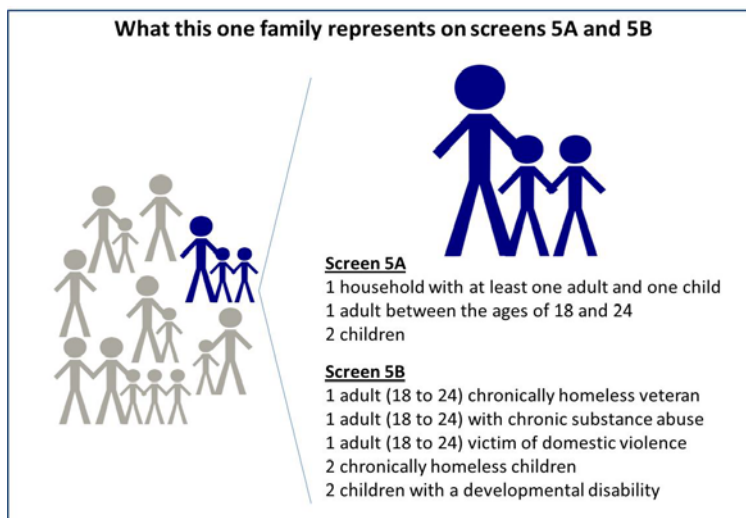 What this one family represents on screens 5A and 5B
Screen 5A
1 household with at least one adult and one child
1 adult between the ages of 18 and 24
2 children
Screen 5B
1 adult (18 to 24) chronically homeless veteran
1 adult (18 to 24) with chronic substance abuse
1 adult (18 to 24) victim of domestic violence
2 chronically homeless children
2 children with a developmental disability